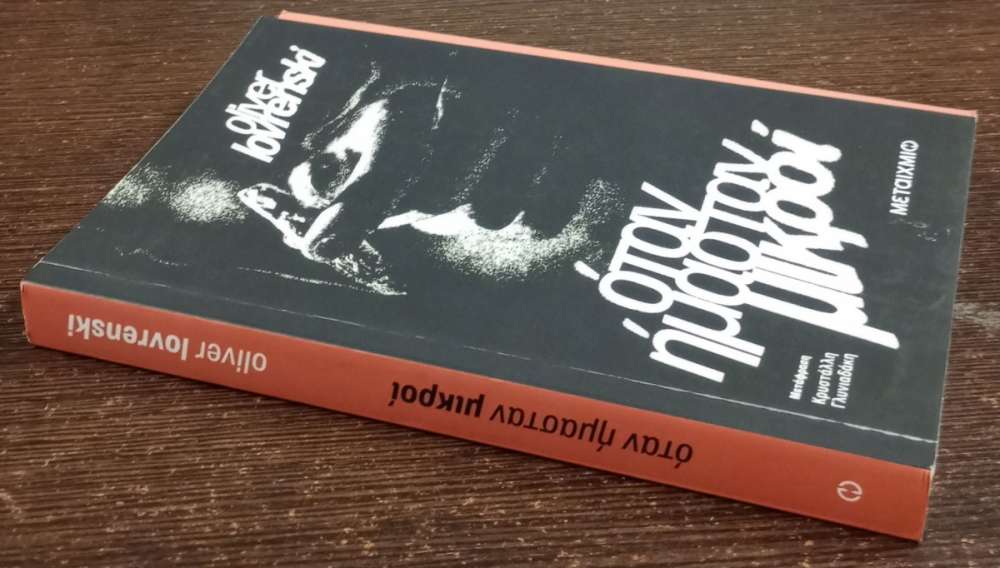 oliver
lovrenski
όταν
ήμασταν
μικροί
ΜΕΤΑΙΧΜΙΟ
Μετάφραση
Κρυστάλλη
Γλυνιαδάκη
oliver lovrenski
όταν ήμασταν μικροί